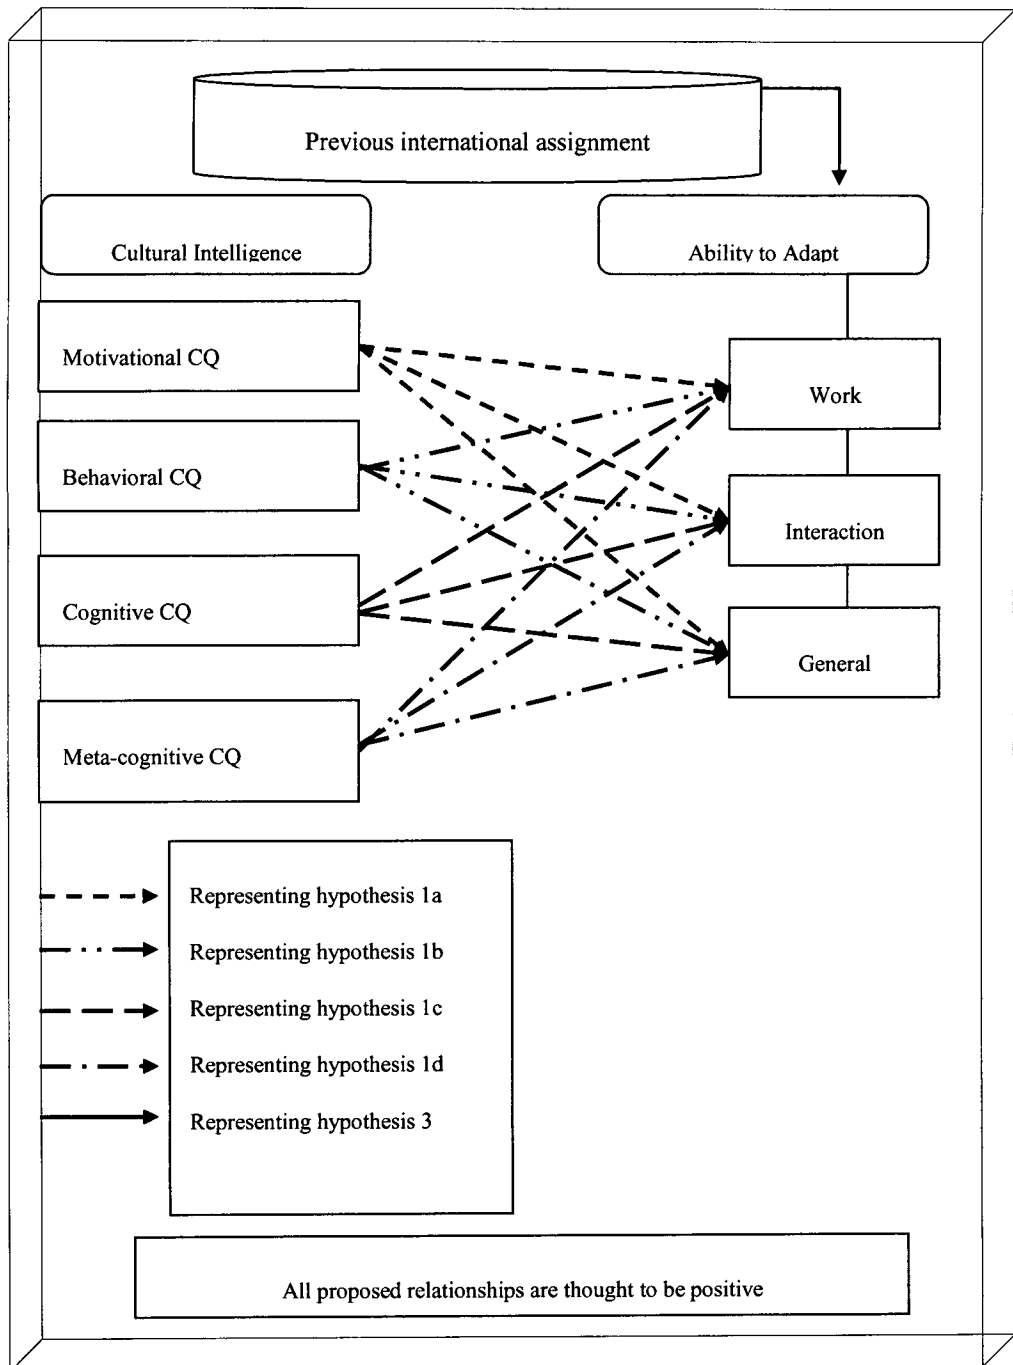 Previous international assignment
Cultural Intelligence
Ability to Adapt
Motivational CQ
Work
Behavioral CQ
Interaction
Cognitive CQ
General
Meta-cognitive CQ
Representing hypothesis 1a
Representing hypothesis 1b
Representing hypothesis 1c
Representing hypothesis 1d
Representing hypothesis 3
All proposed relationships are thought to be positive